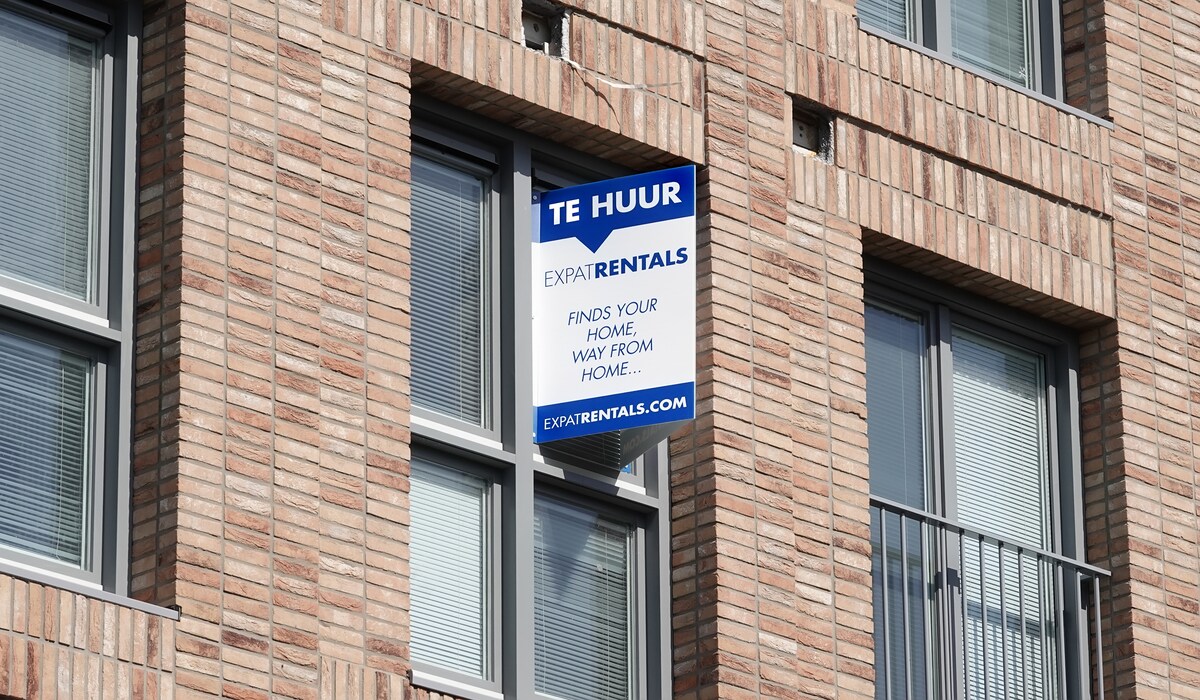 TE HUUR
EXPATRENTALS
FINDS YOUR
HOME,
WAY FROM
HOME...
EXPATRENTALS.COM